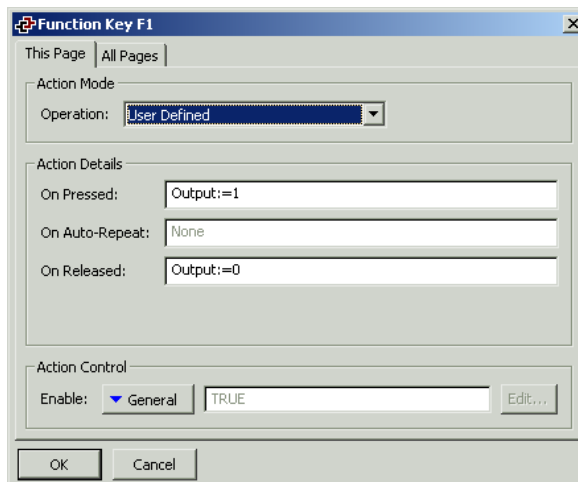 Function Key F1
This Page All Pages
Action Mode
Operation: User Defined
Action Details
On Pressed: Output:=1
On Auto-Repeat: None
On Released: Output:=0
Action Control
Enable: General TRUE Edit...
OK Cancel